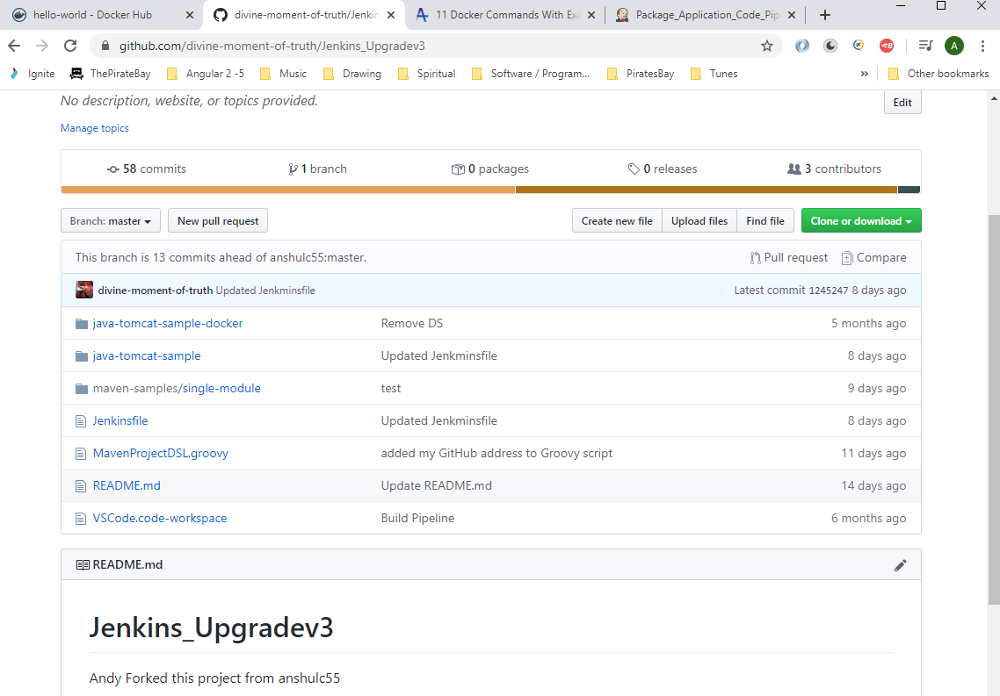 hello-world - Docker Hub
divine-moment-of-truth/Jenkin
11 Docker Commands With Exa
Package_Application_Code_Pip
github.com/divine-moment-of-truth/Jenkins_Upgradev3
A
Ignite ThePirateBay Angular 2 -5 Music Drawing Spiritual Software / Program... PiratesBay Tunes » Other bookmarks
No description, website, or topics provided.
Edit
Manage topics
58 commits 1 branch 0 packages 0 releases 3 contributors
Branch: master New pull request Create new file Upload files Find file Clone or download
This branch is 13 commits ahead of anshulc55:master. Pull request Compare
divine-moment-of-truth Updated Jenkminsfile Latest commit 1245247 8 days ago
java-tomcat-sample-docker Remove DS 5 months ago
java-tomcat-sample Updated Jenkminsfile 8 days ago
maven-samples/single-module test 9 days ago
Jenkinsfile Updated Jenkminsfile 8 days ago
MavenProjectDSL.groovy added my GitHub address to Groovy script 11 days ago
README.md Update README.md 14 days ago
VSCode.code-workspace Build Pipeline 6 months ago
README.md
Jenkins_Upgradev3
Andy Forked this project from anshulc55